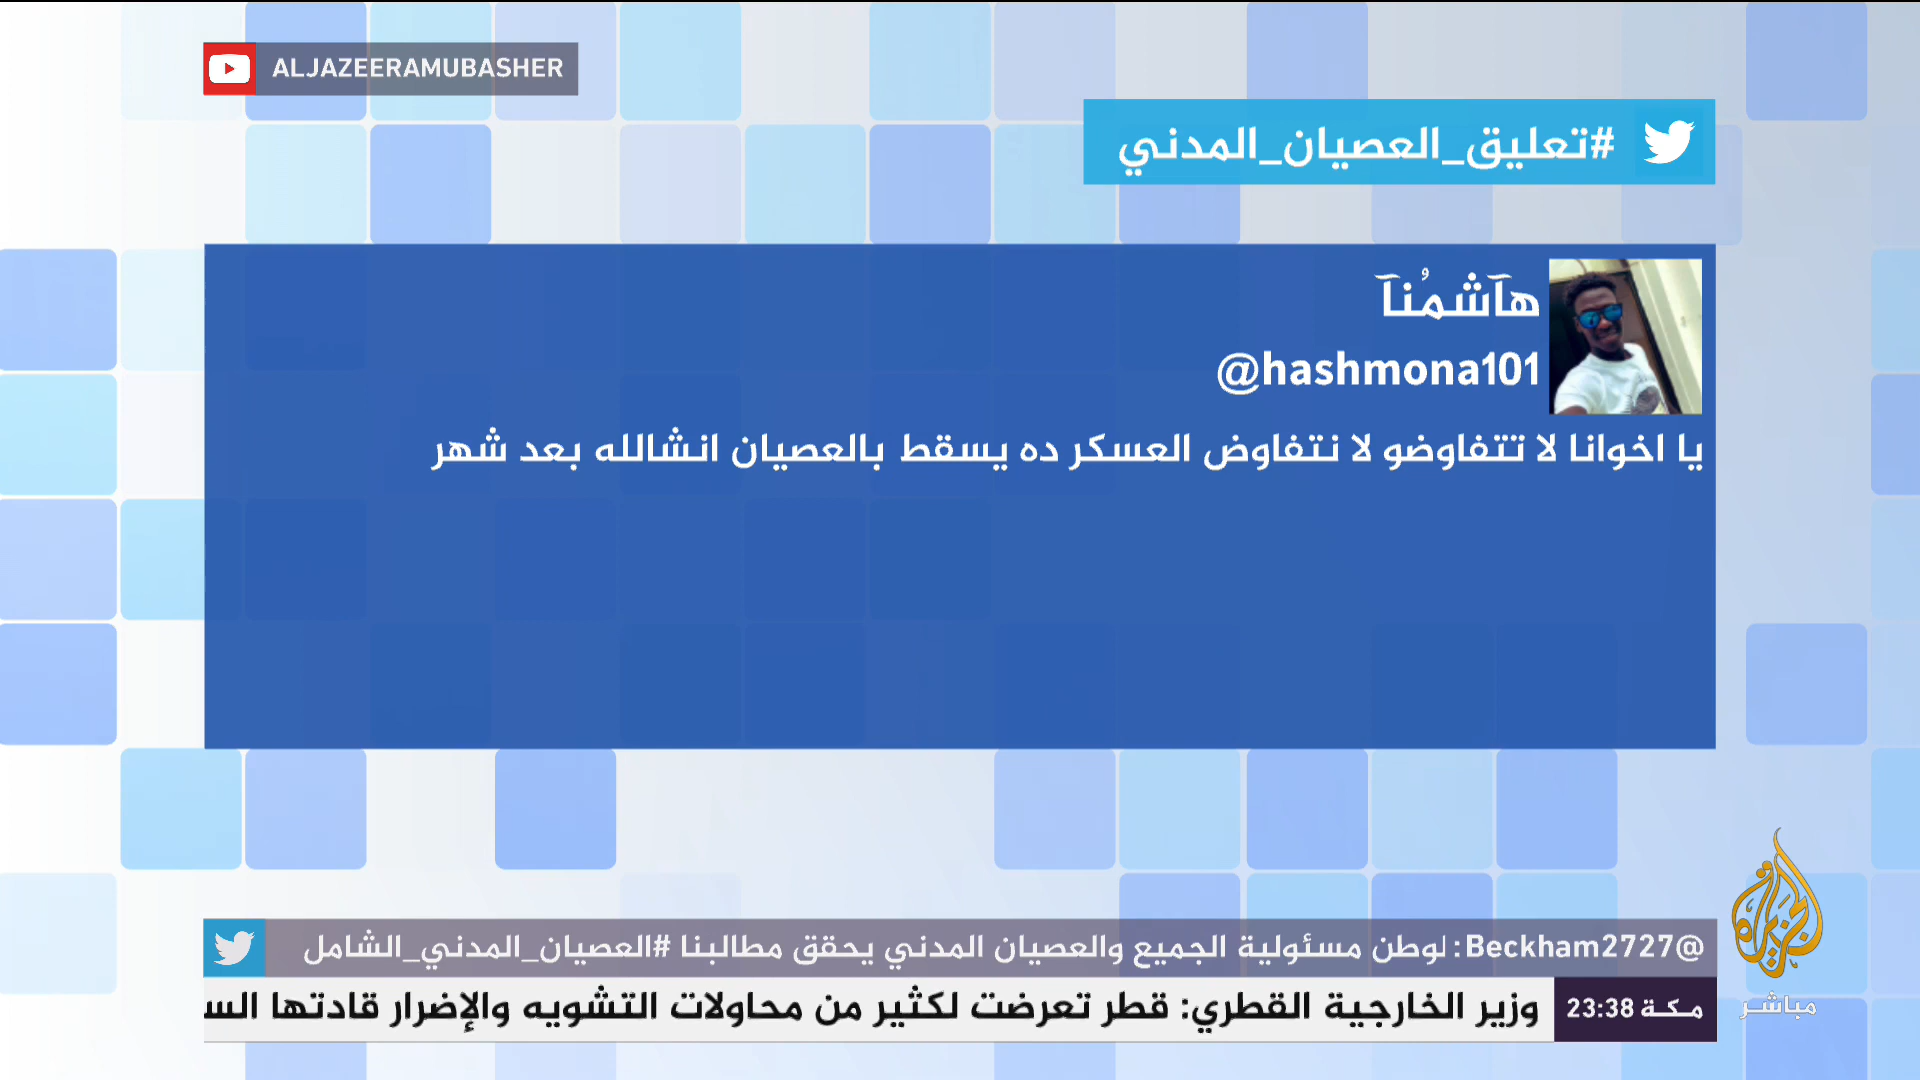 ALJAZEERAMUBASHER
#تعليق_العصيان_المدني
هآشمُنآ
@hashmona101
يا اخوانا لا تتفاوضو لا نتفاوض العسكر ده يسقط بالعصيان انشالله بعد شهر
@Beckham2727: لوطن مسئولية الجميع والعصيان المدني يحقق مطالبنا #العصيان_المدني_الشامل
مكة 23:38
وزير الخارجية القطري: قطر تعرضت لكثير من محاولات التشويه والإضرار قادتها الس
الجزيرة
مباشر